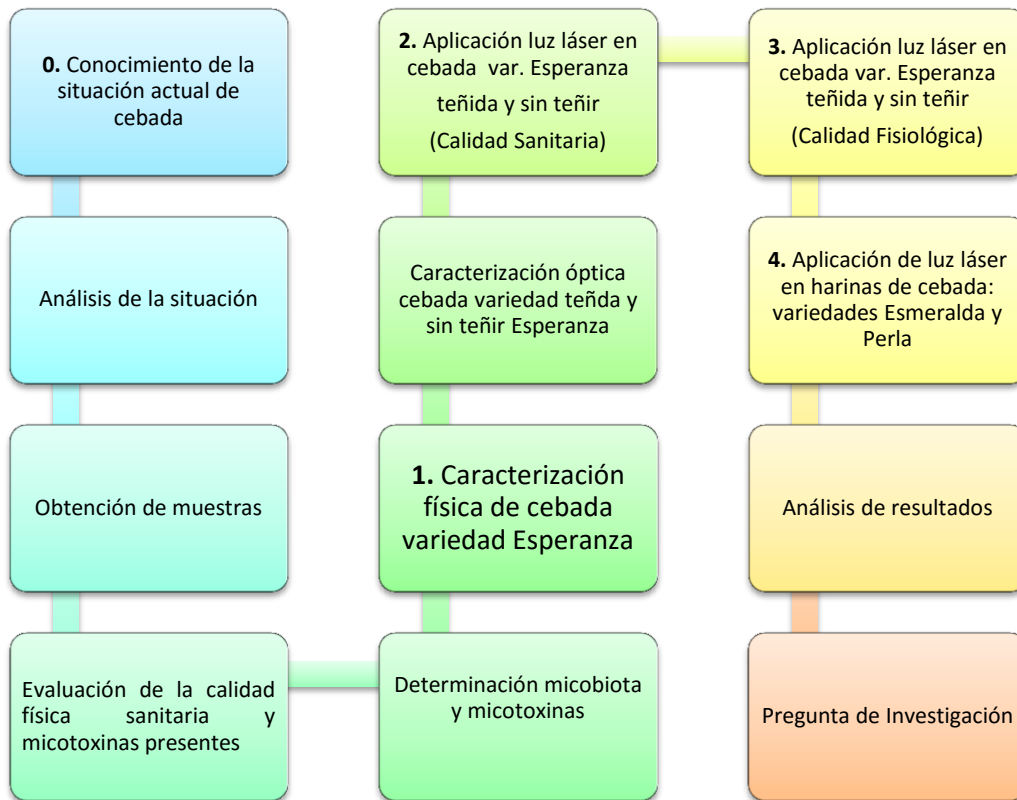 0. Conocimiento de la
situación actual de
cebada
Análisis de la situación
Obtención de muestras
Evaluación de la calidad
física sanitaria y
micotoxinas presentes
Determinación micobiota
y micotoxinas
1. Caracterización
física de cebada
variedad Esperanza
Caracterización óptica
cebada variedad teñda y
sin teñir Esperanza
2. Aplicación luz láser en
cebada var. Esperanza
teñida y sin teñir
(Calidad Sanitaria)
3. Aplicación luz láser en
cebada var. Esperanza
teñida y sin teñir
(Calidad Fisiológica)
4. Aplicación de luz láser
en harinas de cebada:
variedades Esmeralda y
Perla
Análisis de resultados
Pregunta de Investigación